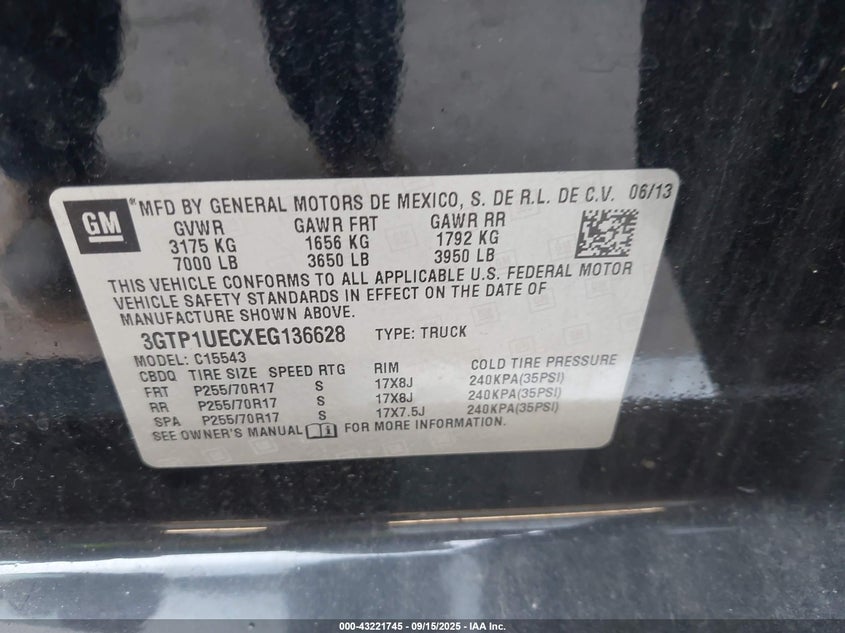 GM
® MFD BY GENERAL MOTORS DE MEXICO, S. DE R.L. DE C.V. 06/13
GVWR GAWR FRT GAWR RR
3175 KG 1656 KG 1792 KG
7000 LB 3650 LB 3950 LB
THIS VEHICLE CONFORMS TO ALL APPLICABLE U.S. FEDERAL MOTOR
VEHICLE SAFETY STANDARDS IN EFFECT ON THE DATE OF
MANUFACTURE SHOWN ABOVE.
3GTP1UECXEG136628 TYPE: TRUCK
MODEL: C15543
CBDQ TIRE SIZE SPEED RTG RIM COLD TIRE PRESSURE
FRT P255/70R17 S 17X8J 240KPA(35PSI)
RR P255/70R17 S 17X8J 240KPA(35PSI)
SPA P255/70R17 S 17X7.5J 240KPA(35PSI)
SEE OWNER'S MANUAL FOR MORE INFORMATION.
000-43221745 - 09/15/2025 - IAA Inc.